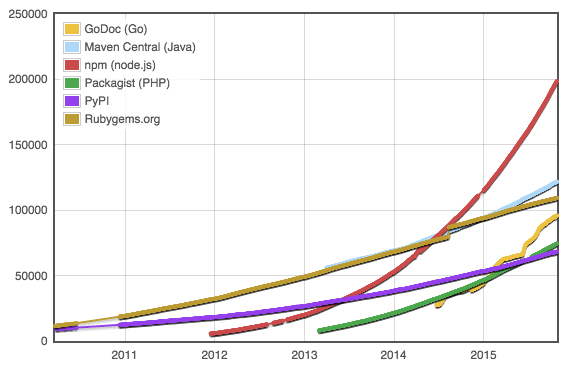 250000
200000
150000
100000
50000
0
GoDoc (Go)
Maven Central (Java)
npm (node.js)
Packagist (PHP)
PyPI
Rubygems.org
2011 2012 2013 2014 2015